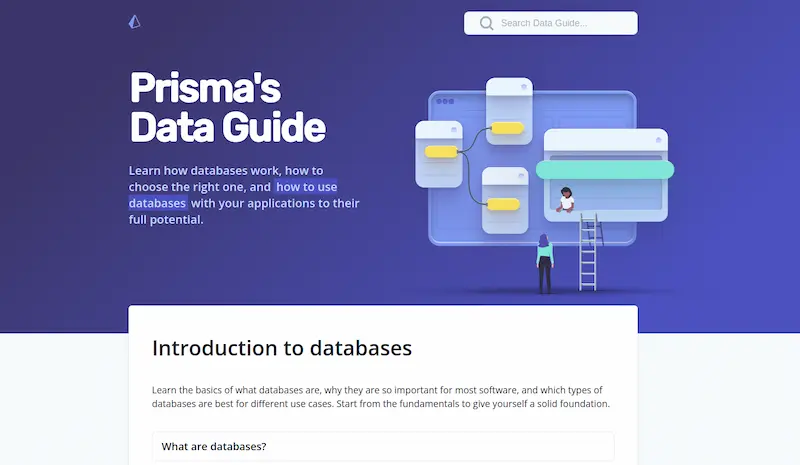 Search Data Guide...
Prisma's
Data Guide
Learn how databases work, how to
choose the right one, and how to use
databases with your applications to their
full potential.
Introduction to databases
Learn the basics of what databases are, why they are so important for most software, and which types of
databases are best for different use cases. Start from the fundamentals to give yourself a solid foundation.
What are databases?